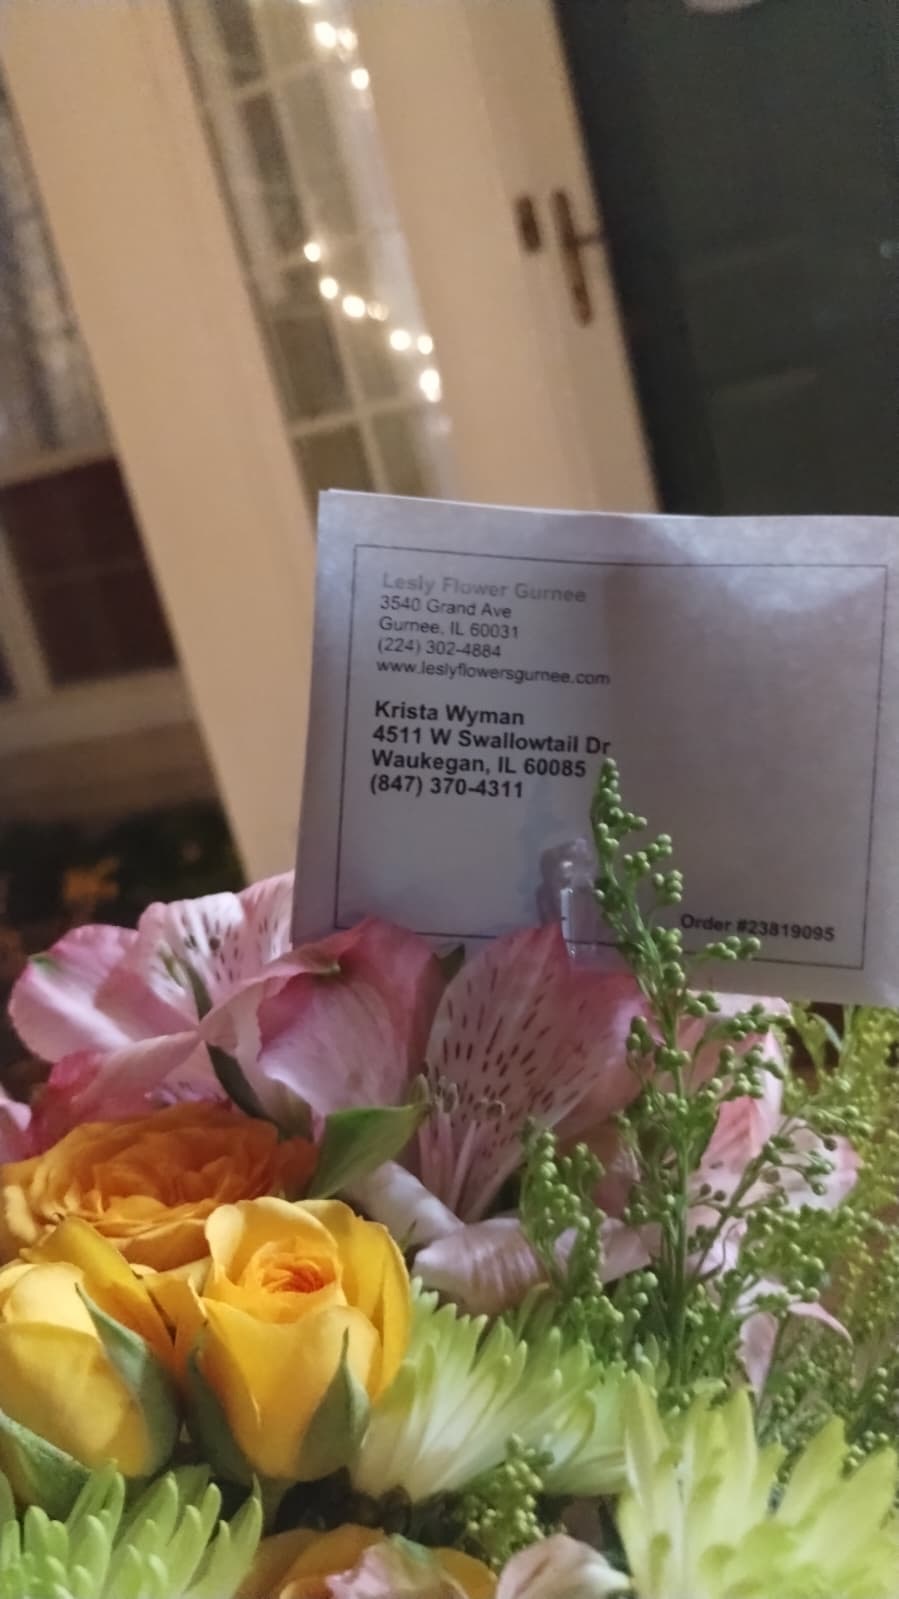 Lesly Flower Gurnee
3540 Grand Ave
Gurnee, IL 60031
(224) 302-4884
www.leslyflowersgurnee.com
Krista Wyman
4511 W Swallowtail Dr
Waukegan, IL 60085
(847) 370-4311
Order #23819095